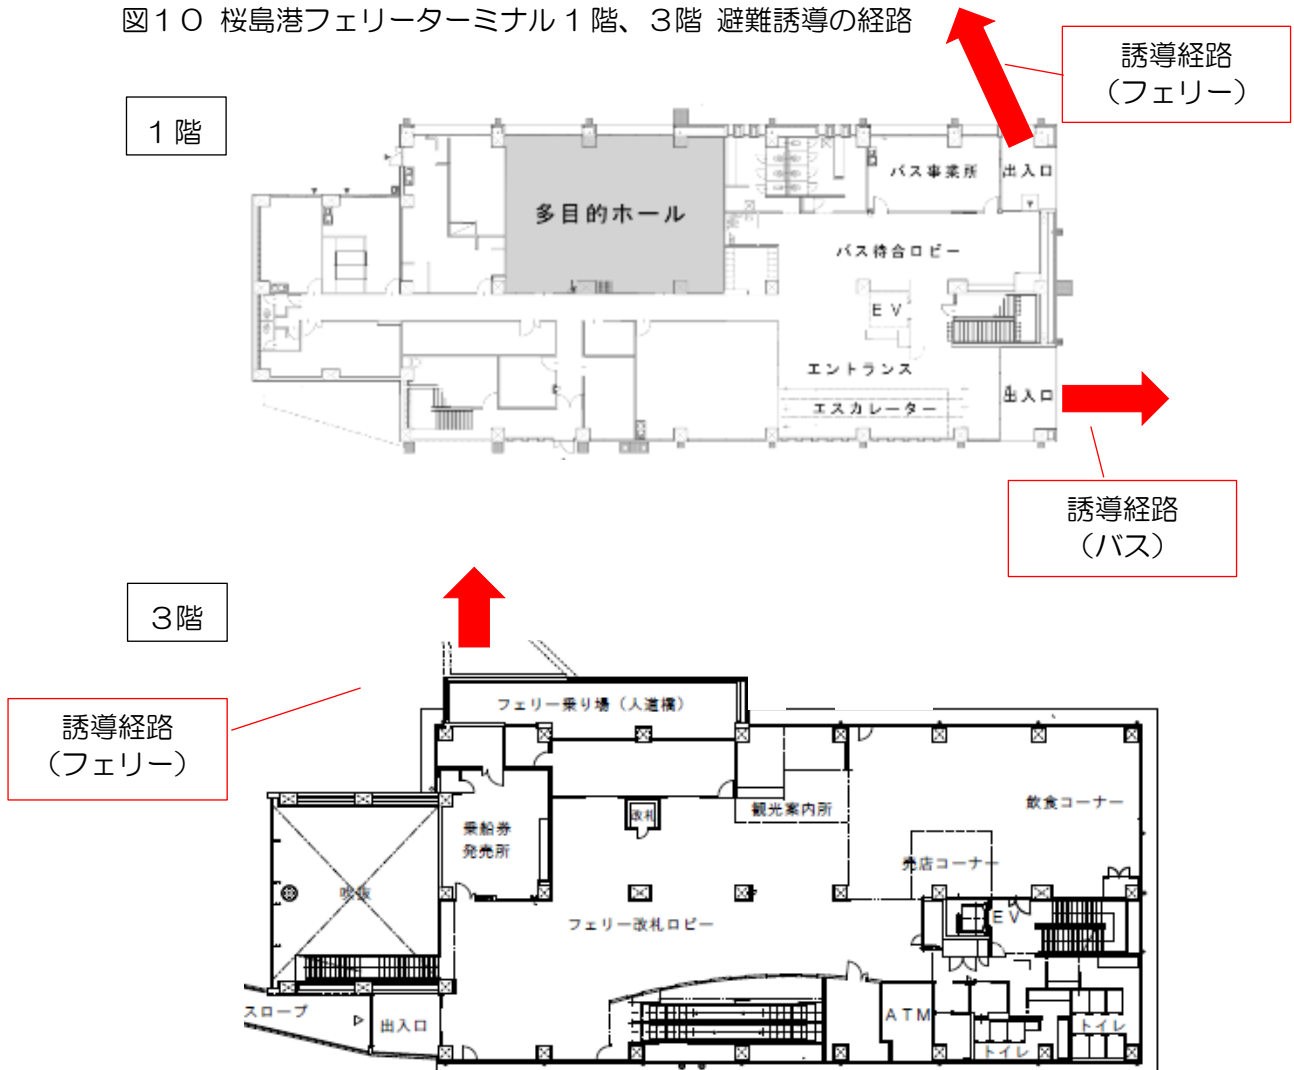 図１０ 桜島港フェリーターミナル１階、３階 避難誘導の経路
誘導経路
（フェリー）
１階
バス事業所
出入口
多目的ホール
バス待合ロビー
ＥＶ
エントランス
エスカレーター
出入口
誘導経路
（バス）
３階
誘導経路
（フェリー）
フェリー乗り場（人道橋）
改札
観光案内所
飲食コーナー
乗船券
発売所
売店コーナー
吹抜
フェリー改札ロビー
ＥＶ
スロープ
出入口
ＡＴＭ
トイレ
トイレ